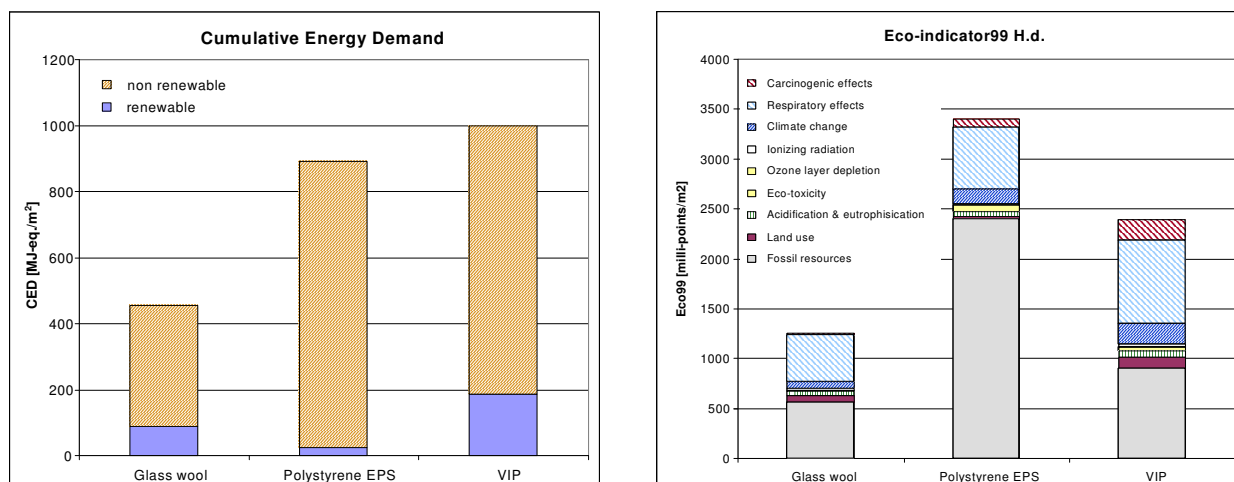 Cumulative Energy Demand
1200
1000
800
600
400
200
0
CED [MJ-eq./m²]
non renewable
renewable
Glass wool
Polystyrene EPS
VIP
Eco-indicator99 H.d.
4000
3500
3000
2500
2000
1500
1000
500
0
Eco99 [milli-points/m2]
Carcinogenic effects
Respiratory effects
Climate change
Ionizing radiation
Ozone layer depletion
Eco-toxicity
Acidification & eutrophisication
Land use
Fossil resources
Glass wool
Polystyrene EPS
VIP